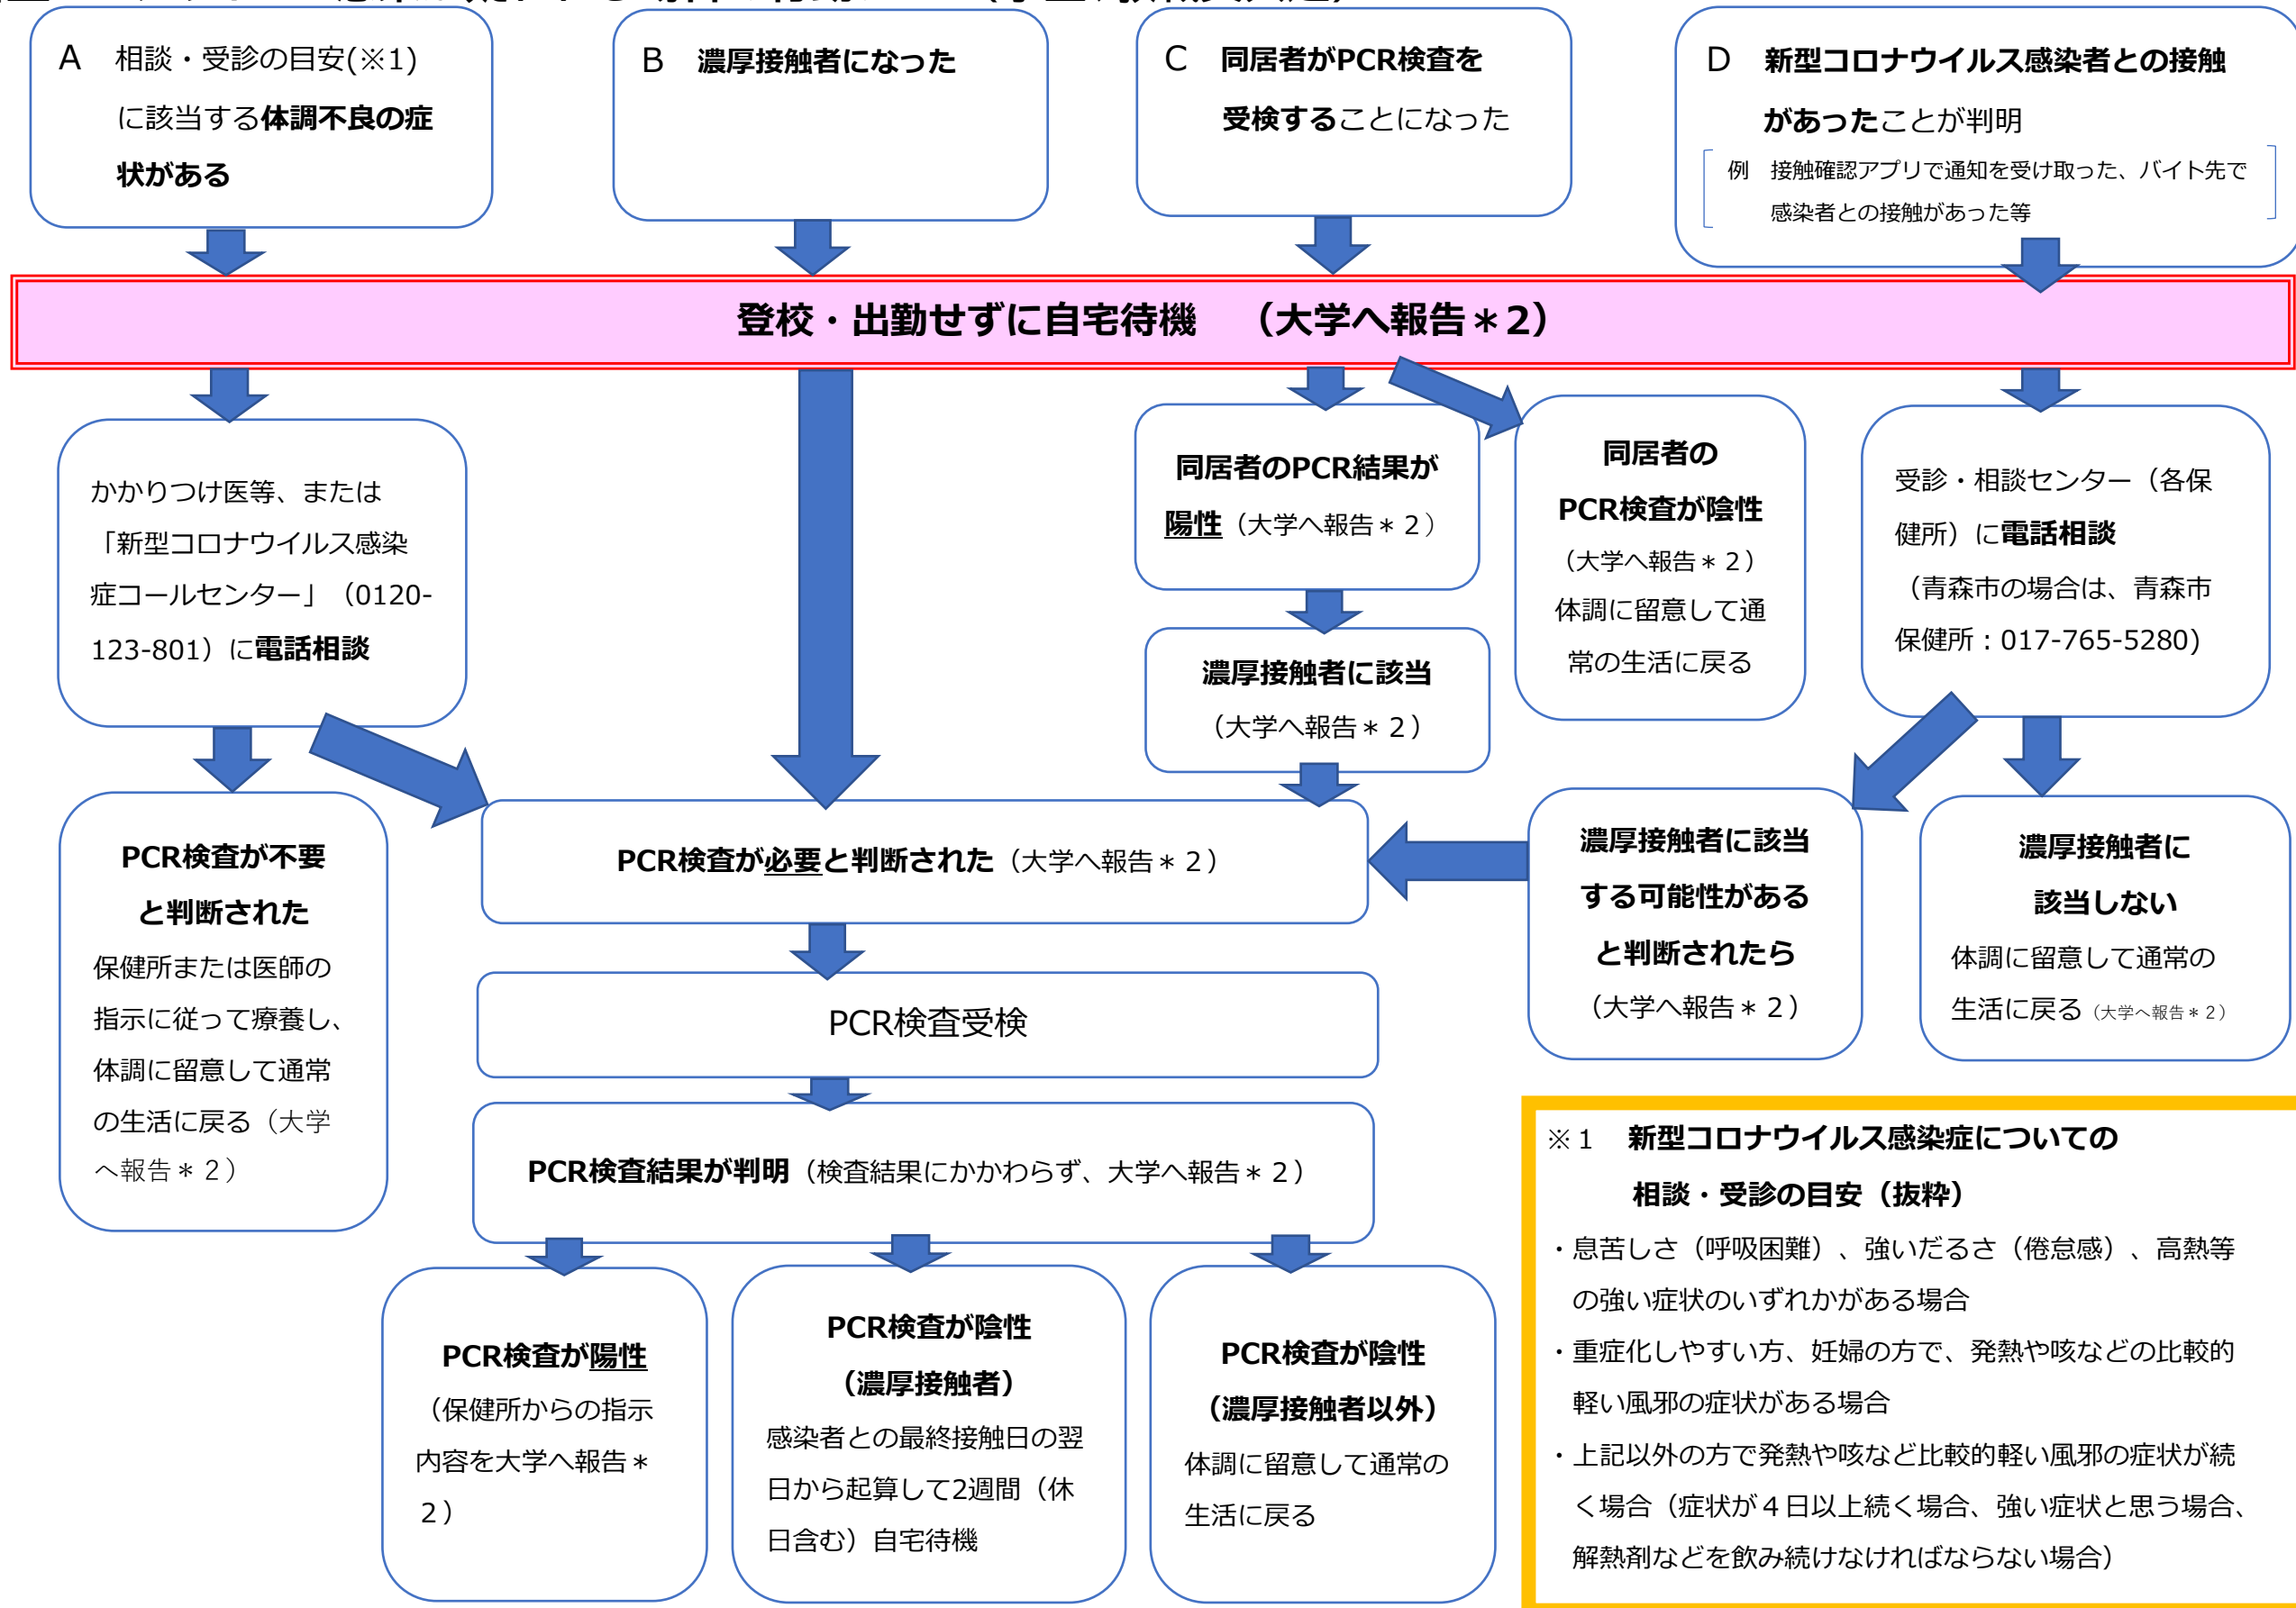 A 相談・受診の目安(※1)
に該当する体調不良の症
状がある
B 濃厚接触者になった
C 同居者がPCR検査を
受検することになった
D 新型コロナウイルス感染者との接触
があったことが判明
例 接触確認アプリで通知を受け取った、バイト先で
感染者との接触があった等
登校・出勤せずに自宅待機 (大学へ報告＊2)
かかりつけ医等、または
「新型コロナウイルス感染
症コールセンター」(0120-
123-801) に電話相談
同居者のPCR結果が
陽性(大学へ報告＊２)
同居者の
PCR検査が陰性
(大学へ報告＊２)
体調に留意して通
常の生活に戻る
受診・相談センター(各保
健所)に電話相談
(青森市の場合は、青森市
保健所：017-765-5280)
濃厚接触者に該当
(大学へ報告＊２)
PCR検査が不要
と判断された
保健所または医師の
指示に従って療養し、
体調に留意して通常
の生活に戻る(大学
へ報告＊２)
PCR検査が必要と判断された(大学へ報告＊２)
濃厚接触者に該当
する可能性がある
と判断されたら
(大学へ報告＊２)
濃厚接触者に
該当しない
体調に留意して通常の
生活に戻る(大学へ報告＊２)
PCR検査受検
PCR検査結果が判明(検査結果にかかわらず、大学へ報告＊２)
PCR検査が陽性
(保健所からの指示
内容を大学へ報告＊
２)
PCR検査が陰性
(濃厚接触者)
感染者との最終接触日の翌
日から起算して2週間(休
日含む)自宅待機
PCR検査が陰性
(濃厚接触者以外)
体調に留意して通常の
生活に戻る
※１ 新型コロナウイルス感染症についての
相談・受診の目安(抜粋)
・息苦しさ(呼吸困難)、強いだるさ(倦怠感)、高熱等
の強い症状のいずれかがある場合
・重症化しやすい方、妊婦の方で、発熱や咳などの比較的
軽い風邪の症状がある場合
・上記以外の方で発熱や咳など比較的軽い風邪の症状が続
く場合(症状が４日以上続く場合、強い症状と思う場合、
解熱剤などを飲み続けなければならない場合)